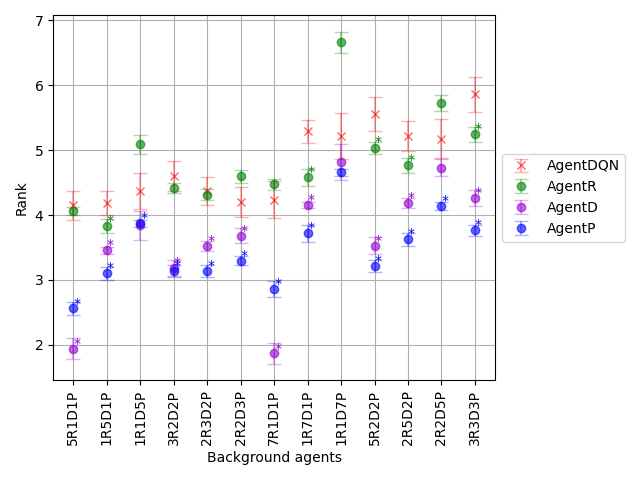 7
6
5
4
3
2
Rank
5R1D1P
1R5D1P
1R1D5P
3R2D2P
2R3D2P
2R2D3P
7R1D1P
1R7D1P
1R1D7P
5R2D2P
2R5D2P
2R2D5P
3R3D3P
Background agents
AgentDQN
AgentR
AgentD
AgentP